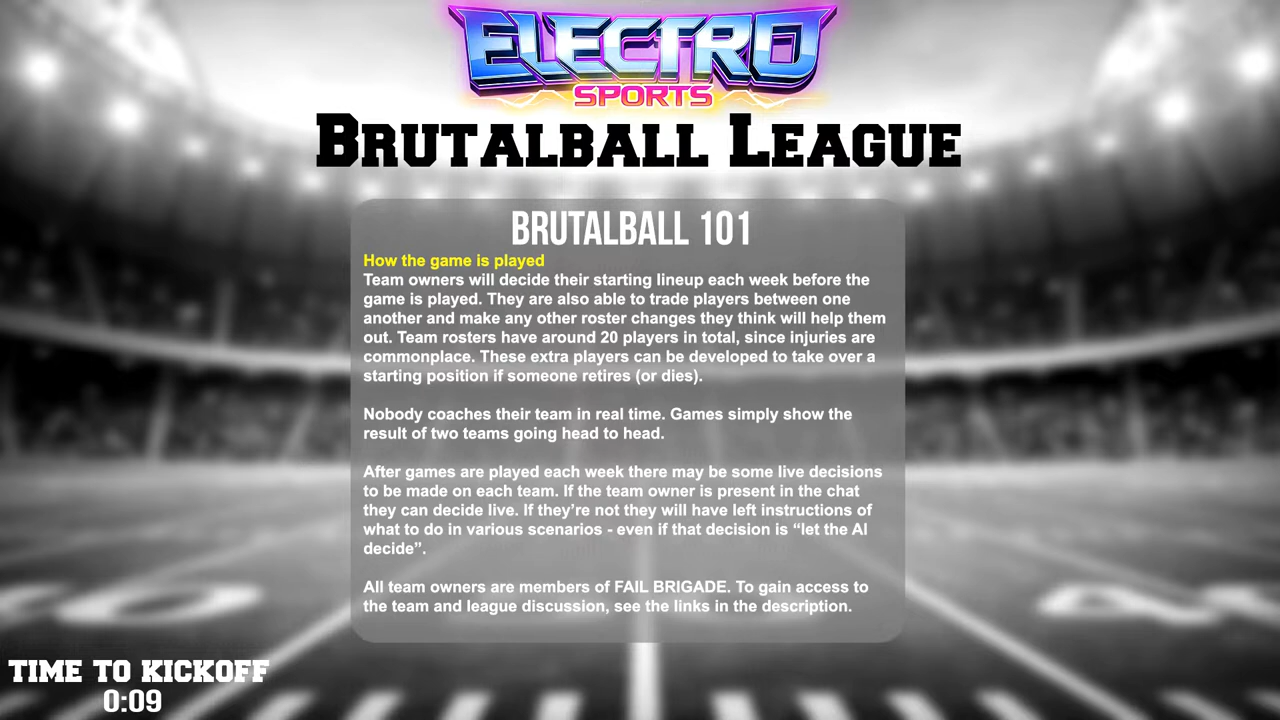 ELECTRO
SPORTS
BRUTALBALL LEAGUE
BRUTALBALL 101
How the game is played
Team owners will decide their starting lineup each week before the
game is played. They are also able to trade players between one
another and make any other roster changes they think will help them
out. Team rosters have around 20 players in total, since injuries are
commonplace. These extra players can be developed to take over a
starting position if someone retires (or dies).
Nobody coaches their team in real time. Games simply show the
result of two teams going head to head.
After games are played each week there may be some live decisions
to be made on each team. If the team owner is present in the chat
they can decide live. If they're not they will have left instructions of
what to do in various scenarios - even if that decision is “let the AI
decide”.
All team owners are members of FAIL BRIGADE. To gain access to
the team and league discussion, see the links in the description.
TIME TO KICKOFF
0:09